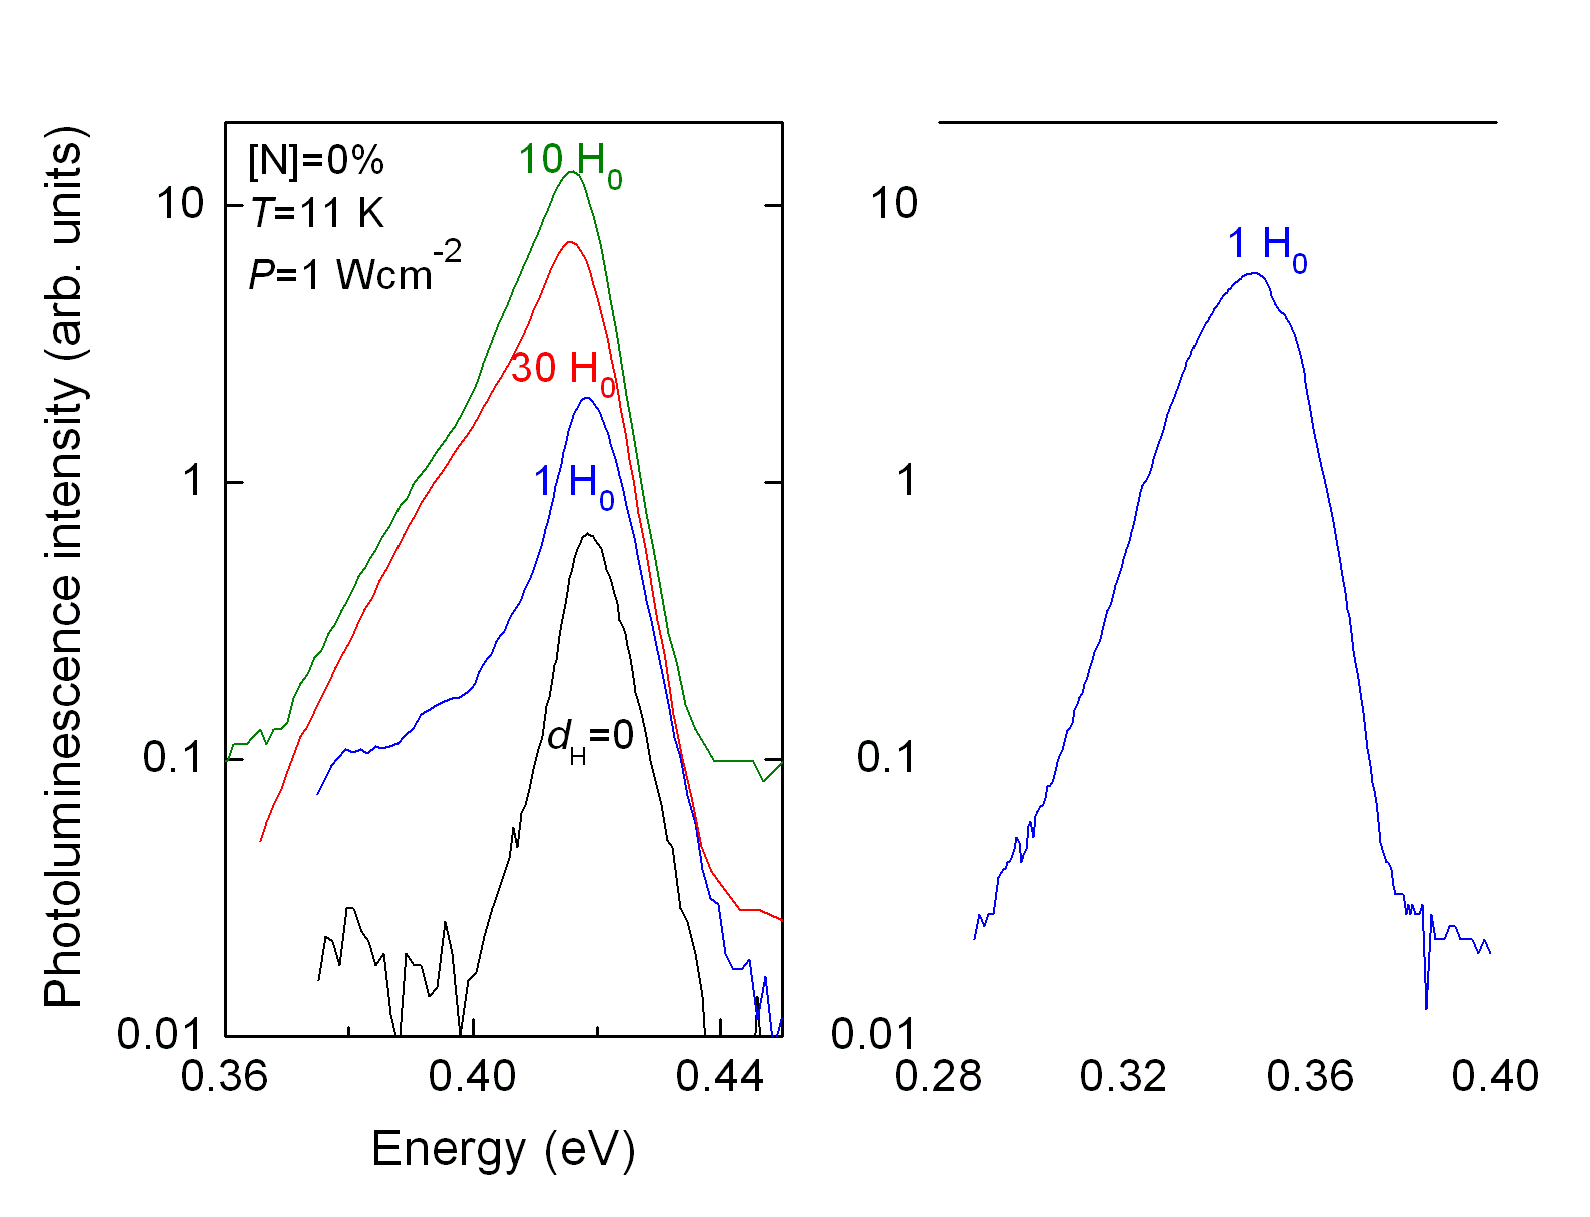 Photoluminescence intensity (arb. units)
[N]=0%
T=11 K
P=1 Wcm-2
10 H0
30 H0
1 H0
dH=0
10
1
0.1
0.01
0.36 0.40 0.44
Energy (eV)
1 H0
10
1
0.1
0.01
0.28 0.32 0.36 0.40